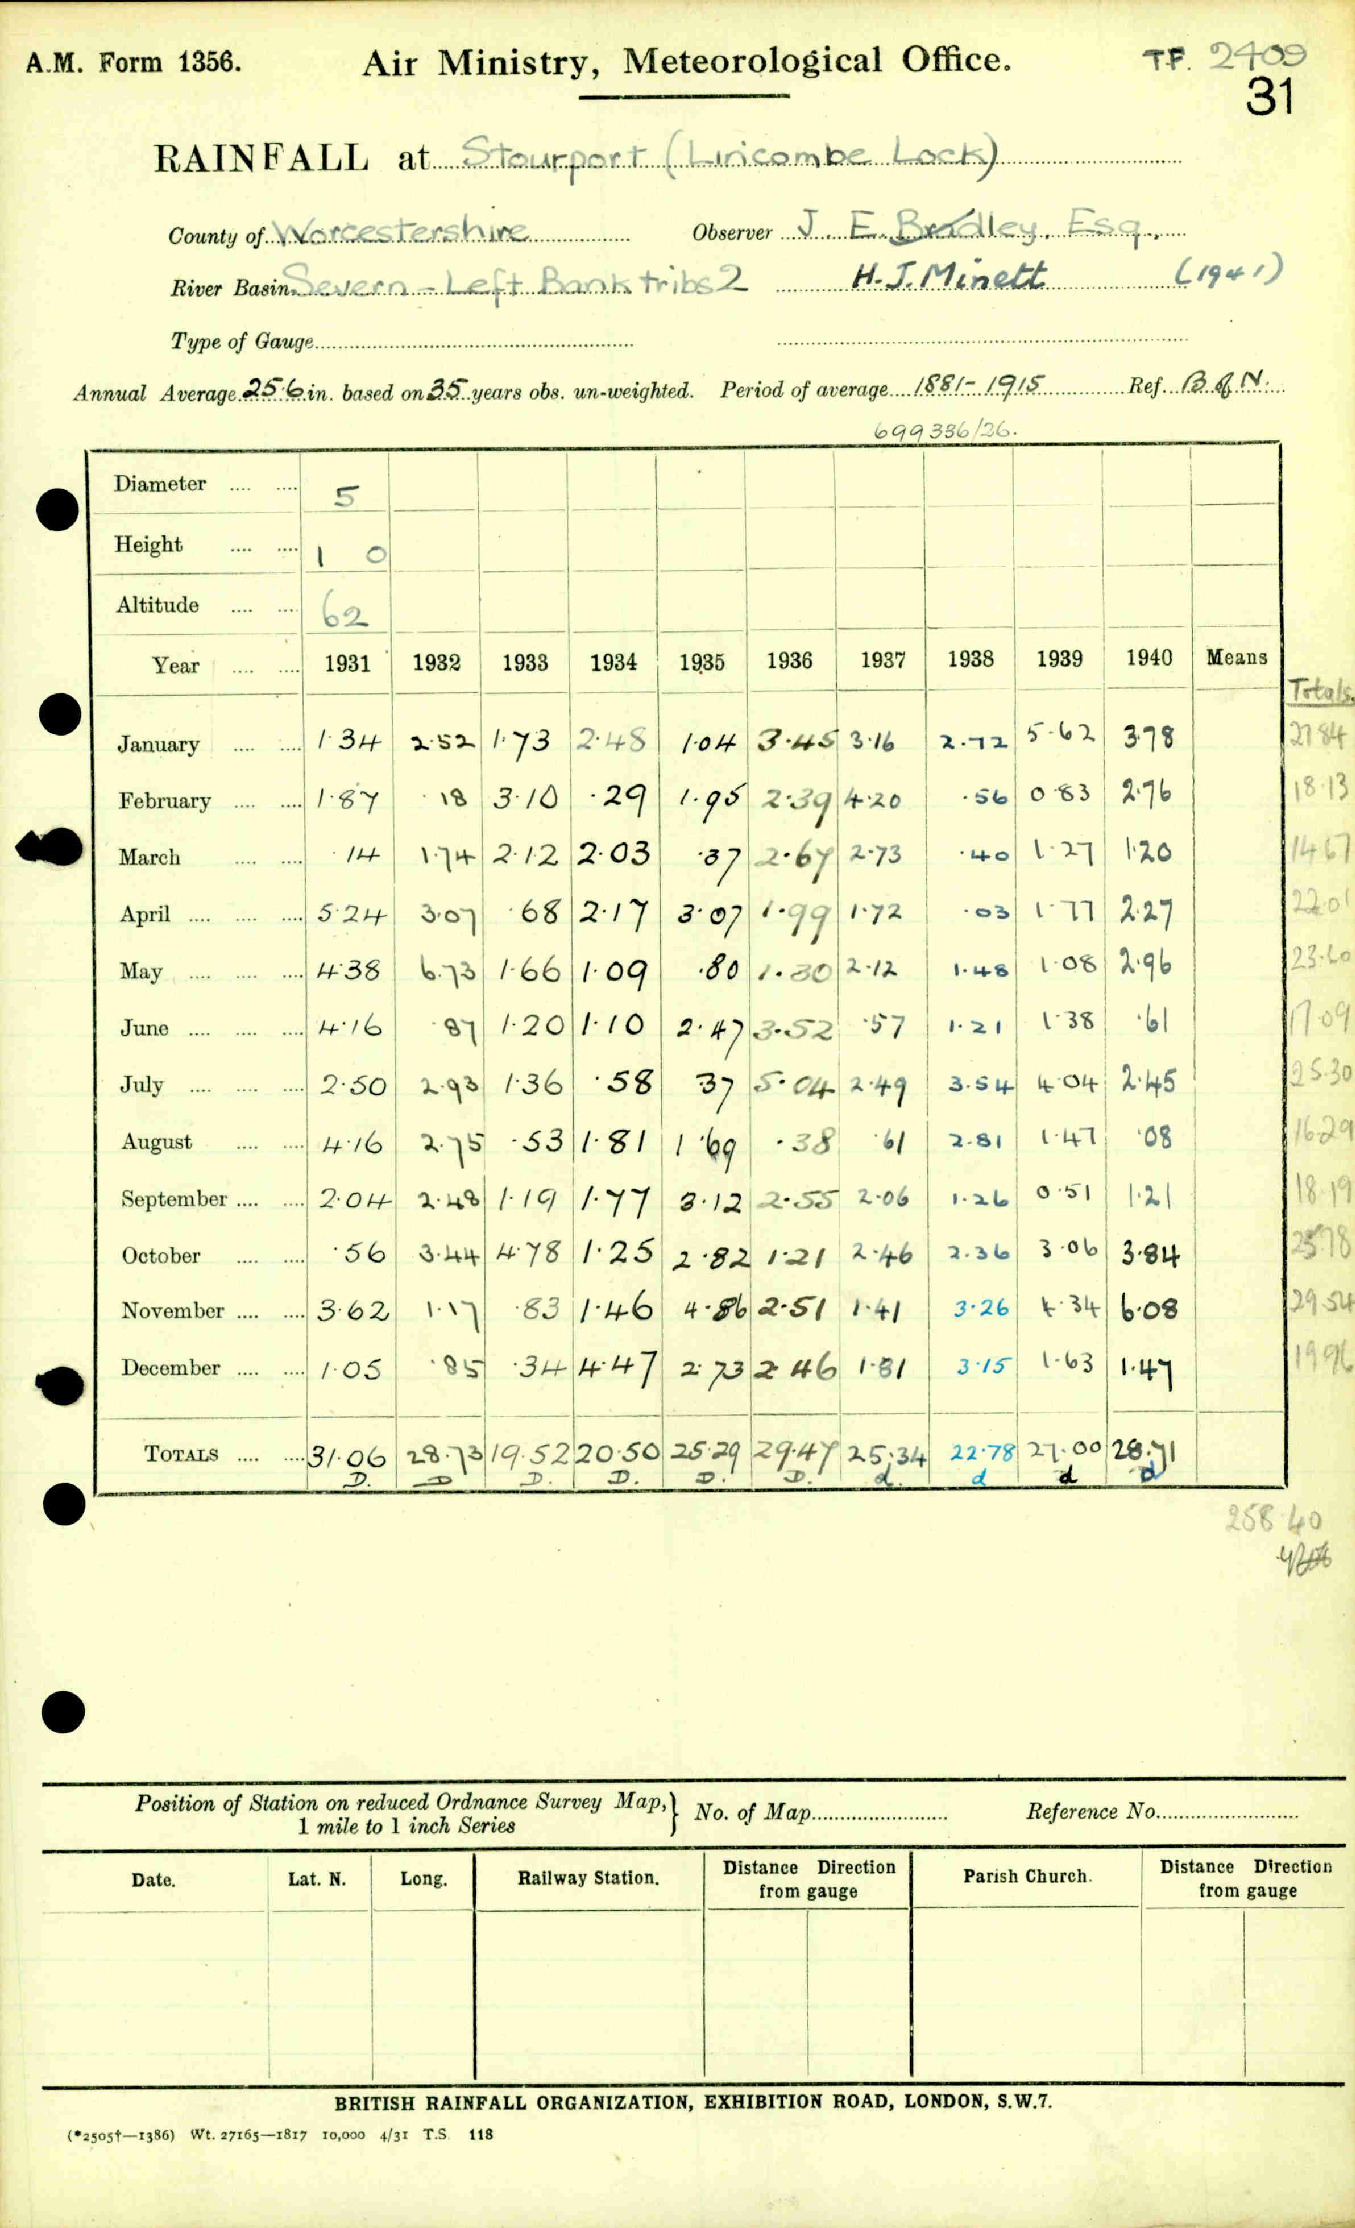 A.M. Form 1356. Air Ministry, Meteorological Office. T.F. 2409
31
RAINFALL at Stourport (Lincombe Lock)
County of Worcestershire Observer J. E. Bradley, Esq.,
River Basin Severn - Left Bank tribs 2 H. J. Minett (1941)
Type of Gauge
Annual Average 25.6 in. based on 35 years obs. un-weighted. Period of average 1881-1915 Ref. B of N.
699336/36.
Diameter .... .... 5
Height .... .... 1 0
Altitude .... .... 62
Year .... .... 1931 1932 1933 1934 1935 1936 1937 1938 1939 1940 Means
Totals.
January .... .... 1.34 2.52 1.73 2.48 1.04 3.45 3.16 2.72 5.62 3.78 27.84
February .... .... 1.87 .18 3.10 .29 1.95 2.39 4.20 .56 0.83 2.76 18.13
March .... .... .14 1.74 2.12 2.03 .37 2.67 2.73 .40 1.27 1.20 14.67
April .... .... .... 5.24 3.07 .68 2.17 3.07 1.99 1.72 .03 1.77 2.27 22.01
May .... .... .... 4.38 6.73 1.66 1.09 .80 1.30 2.12 1.48 1.08 2.96 23.60
June .... .... .... 4.16 .87 1.20 1.10 2.47 3.52 .57 1.21 1.38 .61 17.09
July .... .... .... 2.50 2.93 1.36 .58 .37 5.04 2.49 3.54 4.04 2.45 25.30
August .... .... 4.16 2.75 .53 1.81 1.69 .38 .61 2.81 1.47 .08 16.29
September .... .... 2.04 2.48 1.19 1.77 3.12 2.55 2.06 1.26 0.51 1.21 18.19
October .... .... .56 3.44 4.78 1.25 2.82 1.21 2.46 2.36 3.06 3.84 25.78
November .... .... 3.62 1.17 .83 1.46 4.86 2.51 1.41 3.26 4.34 6.08 29.54
December .... .... 1.05 .85 .34 4.47 2.73 2.46 1.81 3.15 1.63 1.47 19.96
TOTALS .... .... 31.06 28.73 19.52 20.50 25.29 29.47 25.34 22.78 27.00 28.71
D. D D. D. D. D. d. d d d
258.40
Position of Station on reduced Ordnance Survey Map, } No. of Map Reference No.
1 mile to 1 inch Series
Date. Lat. N. Long. Railway Station. Distance Direction Parish Church. Distance Direction
from gauge from gauge
BRITISH RAINFALL ORGANIZATION, EXHIBITION ROAD, LONDON, S.W.7.
(*2505†—1386) Wt. 27165—1817 10,000 4/31 T.S. 118